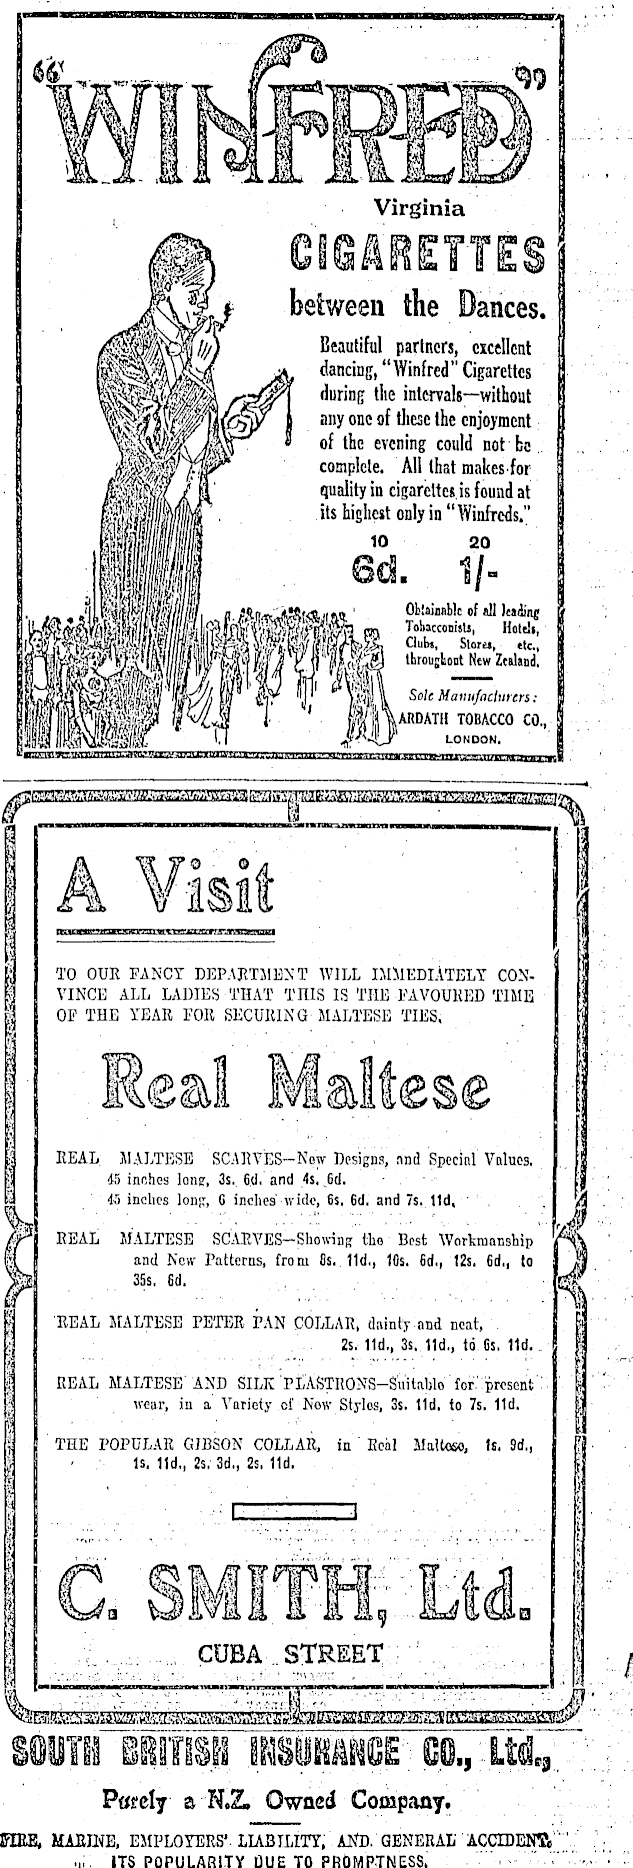 "WINFRED"
Virginia
CIGARETTES
between the Dances.
Beautiful partners, excellent
dancing, "Winfred" Cigarettes
during the intervals—without
any one of these the enjoyment
of the evening could not be
complete. All that makes for
quality in cigarettes is found at
its highest only in "Winfreds."
10 20
6d. 1/-
Obtainable of all leading
Tobacconists, Hotels,
Clubs, Stores, etc.,
throughout New Zealand.
Sole Manufacturers:
ARDATH TOBACCO CO.,
LONDON.
A Visit
TO OUR FANCY DEPARTMENT WILL IMMEDIATELY CON-
VINCE ALL LADIES THAT THIS IS THE FAVOURED TIME
OF THE YEAR FOR SECURING MALTESE TIES.
Real Maltese
REAL MALTESE SCARVES—New Designs, and Special Values.
45 inches long, 3s. 6d. and 4s. 6d.
45 inches long, 6 inches wide, 6s. 6d. and 7s. 11d.
REAL MALTESE SCARVES—Showing the Best Workmanship
and New Patterns, from 8s. 11d., 10s. 6d., 12s. 6d., to
35s. 6d.
REAL MALTESE PETER PAN COLLAR, dainty and neat,
2s. 11d., 3s. 11d., to 6s. 11d.
REAL MALTESE AND SILK PLASTRONS—Suitable for present
wear, in a Variety of New Styles, 3s. 11d. to 7s. 11d.
THE POPULAR GIBSON COLLAR, in Real Maltese, 1s. 9d.,
1s. 11d., 2s. 3d., 2s. 11d.
C. SMITH, Ltd.
CUBA STREET
SOUTH BRITISH INSURANCE CO., Ltd.,
Purely a N.Z. Owned Company.
FIRE, MARINE, EMPLOYERS' LIABILITY, AND GENERAL ACCIDENT.
ITS POPULARITY DUE TO PROMPTNESS.